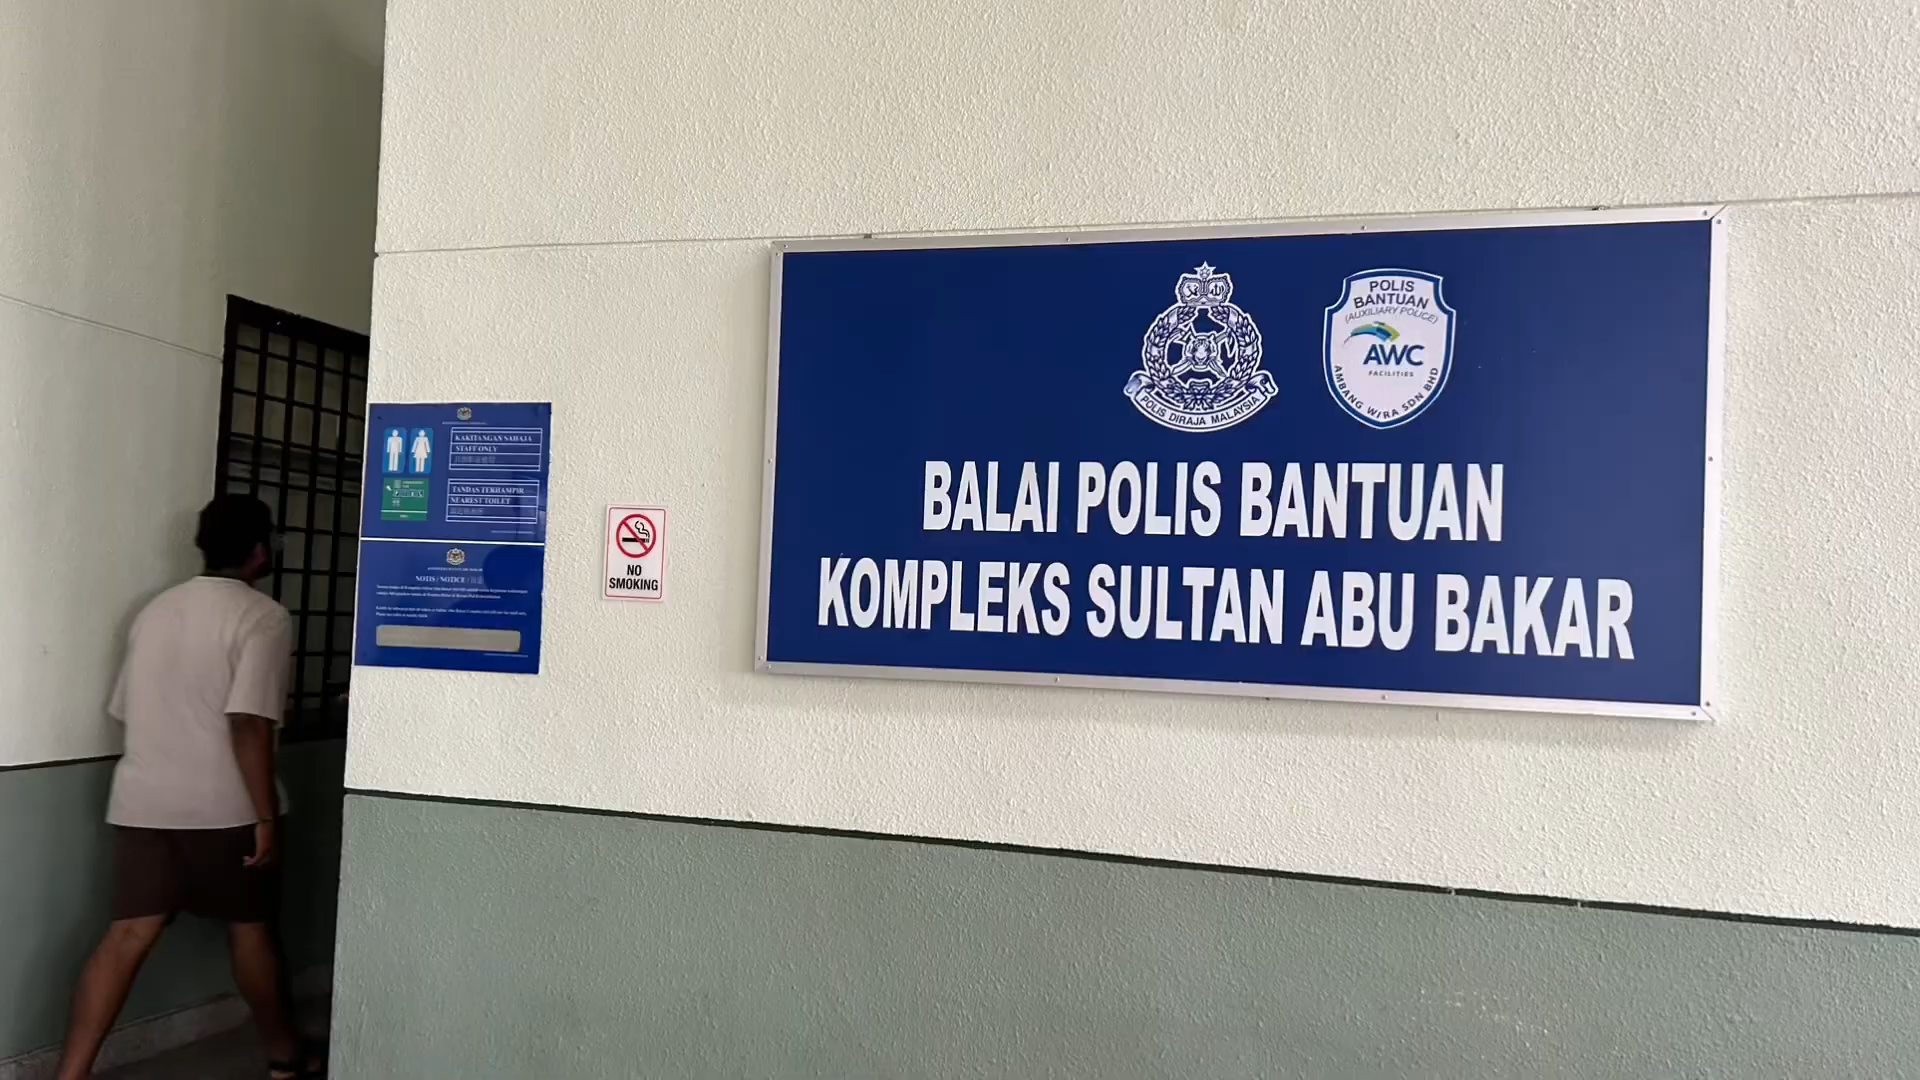 KAKITANGAN SAHAJA
STAFF ONLY
TANDAS TERHAMPIR
NEAREST TOILET
NOTIS / NOTICE /
NO
SMOKING
POLIS DIRAJA MALAYSIA
POLIS
BANTUAN
(AUXILIARY POLICE)
AWC
FACILITIES
AMBANG WIRA SDN BHD
BALAI POLIS BANTUAN
KOMPLEKS SULTAN ABU BAKAR